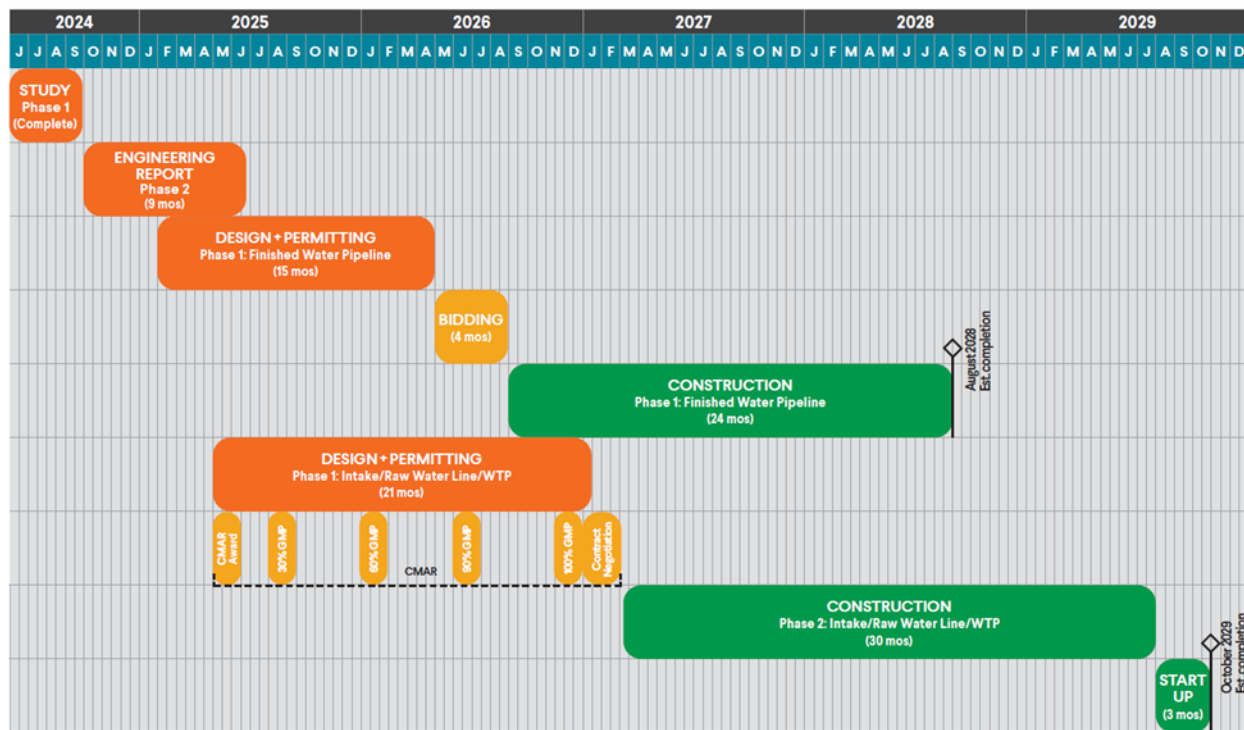 2024 2025 2026 2027 2028 2029
J J A S O N D J F M A M J J A S O N D J F M A M J J A S O N D J F M A M J J A S O N D J F M A M J J A S O N D J F M A M J J A S O N D
STUDY
Phase 1
(Complete)
ENGINEERING
REPORT
Phase 2
(9 mos)
DESIGN + PERMITTING
Phase 1: Finished Water Pipeline
(15 mos)
BIDDING
(4 mos)
August 2028
Est. completion
CONSTRUCTION
Phase 1: Finished Water Pipeline
(24 mos)
DESIGN + PERMITTING
Phase 1: Intake/Raw Water Line/WTP
(21 mos)
CMAR
Award
30% GMP
60% GMP
90% GMP
100% GMP
Contract
Negotiation
CMAR
CONSTRUCTION
Phase 2: Intake/Raw Water Line/WTP
(30 mos)
October 2029
Est. completion
START
UP
(3 mos)